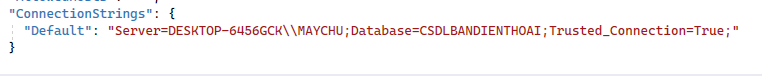 "ConnectionStrings": {
"Default": "Server=DESKTOP-6456GCK\\MAYCHU;Database=CSDLBANDIENTHOAI;Trusted_Connection=True;"
}